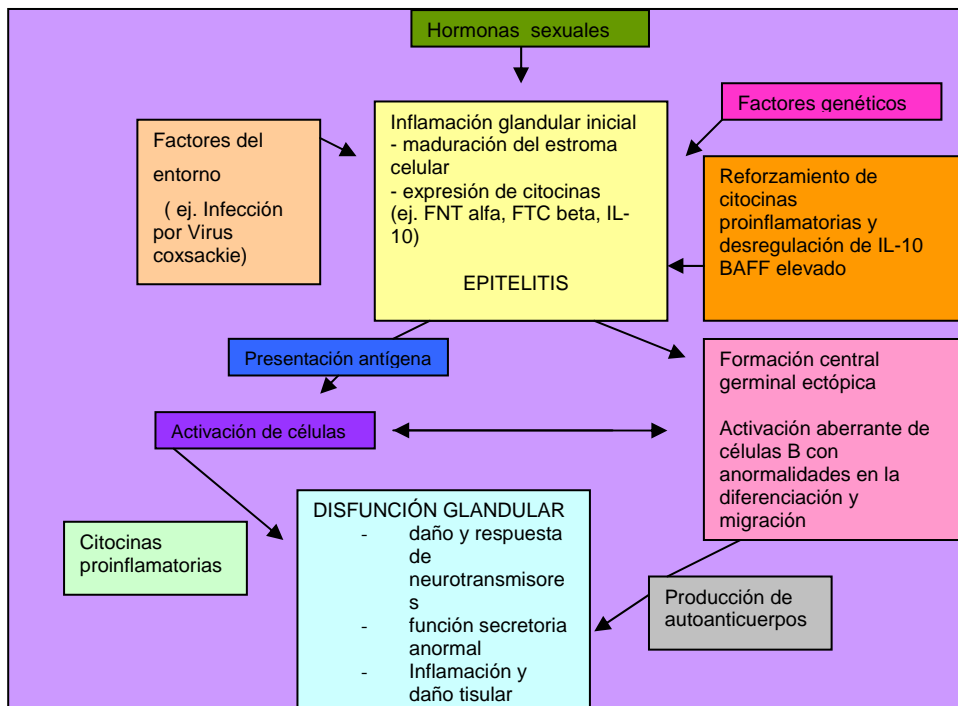 Hormonas sexuales
Factores genéticos
Factores del
entorno
( ej. Infección
por Virus
coxsackie)
Inflamación glandular inicial
- maduración del estroma
celular
- expresión de citocinas
(ej. FNT alfa, FTC beta, IL-
10)
EPITELITIS
Reforzamiento de
citocinas
proinflamatorias y
desregulación de IL-10
BAFF elevado
Presentación antígena
Formación central
germinal ectópica
Activación aberrante de
células B con
anormalidades en la
diferenciación y
migración
Activación de células
DISFUNCIÓN GLANDULAR
- daño y respuesta
de
neurotransmisore
s
- función secretoria
anormal
- Inflamación y
daño tisular
Citocinas
proinflamatorias
Producción de
autoanticuerpos